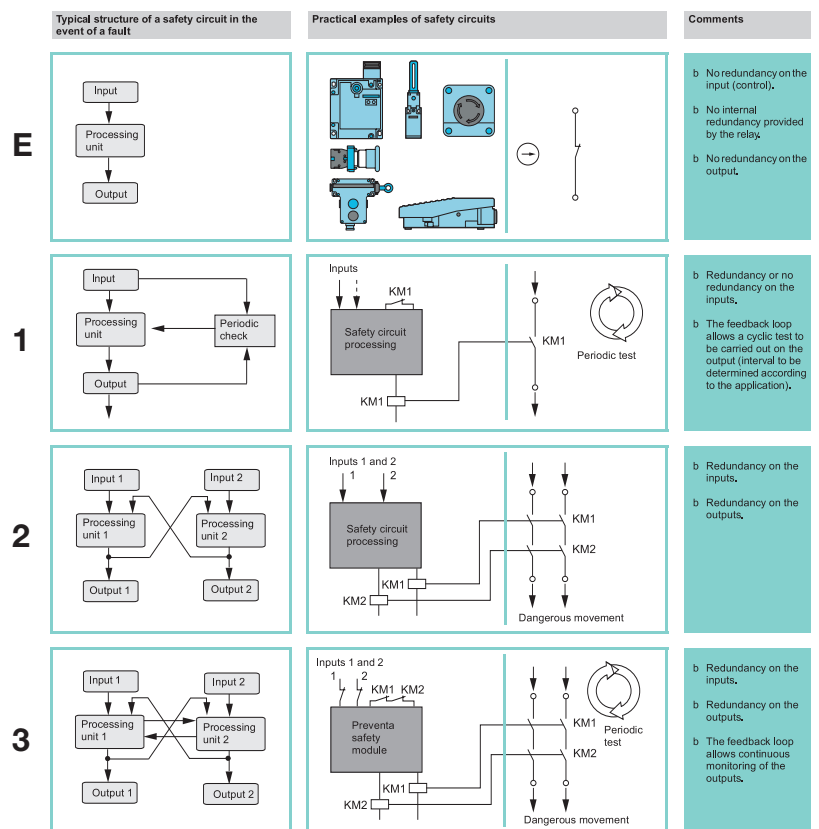 Typical structure of a safety circuit in the
event of a fault
Practical examples of safety circuits
Comments
E
Input
Processing
unit
Output
b No redundancy on the
input (control).
b No internal
redundancy provided
by the relay.
b No redundancy on the
output.
1
Input
Processing
unit
Periodic
check
Output
Inputs
KM1
Safety circuit
processing
KM1
KM1
Periodic test
b Redundancy or no
redundancy on the
inputs.
b The feedback loop
allows a cyclic test to
be carried out on the
output (interval to be
determined according
to the application).
2
Input 1
Input 2
Processing
unit 1
Processing
unit 2
Output 1
Output 2
Inputs 1 and 2
1 2
Safety circuit
processing
KM1
KM2
KM1
KM2
Dangerous movement
b Redundancy on the
inputs.
b Redundancy on the
outputs.
3
Input 1
Input 2
Processing
unit 1
Processing
unit 2
Output 1
Output 2
Inputs 1 and 2
1 2
KM1 KM2
Preventa
safety
module
KM1
KM2
KM1
KM2
Periodic
test
Dangerous movement
b Redundancy on the
inputs.
b Redundancy on the
outputs.
b The feedback loop
allows continuous
monitoring of the
outputs.